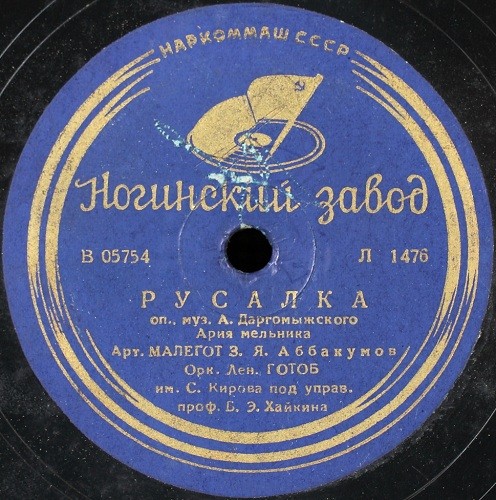 НАРКОММАШ СССР
Ногинский завод
В 05754 Л 1476
РУСАЛКА
оп., муз. А. Даргомыжского
Ария мельника
Арт. МАЛЕГОТ З. Я. Аббакумов
Орк. Лен. ГОТОБ
им. С. Кирова под управ.
проф. Б. Э. Хайкина